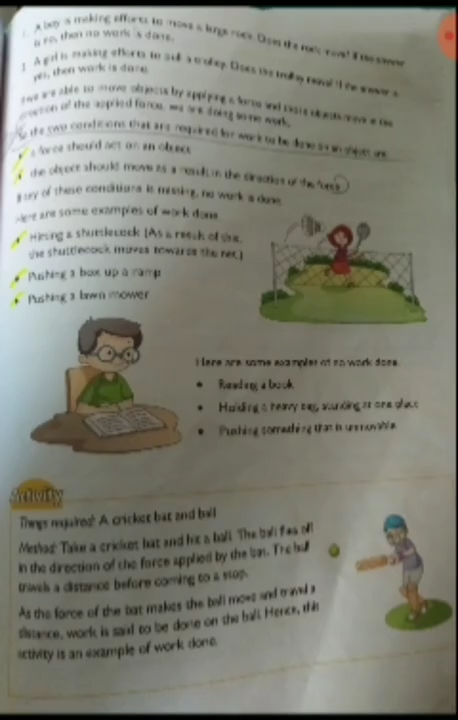 1. A boy is making efforts to move a large rock. Does the rock move? If the answer
is no, then no work is done.
2. A girl is making efforts to pull a trolley. Does the trolley move? If the answer is
yes, then work is done.
If we are able to move objects by applying a force and those objects move in the
direction of the applied force, we are doing some work.
So the two conditions that are required for work to be done on an object are:
a force should act on an object
the object should move as a result in the direction of the force
If any of these conditions is missing, no work is done.
Here are some examples of work done.
Hitting a shuttlecock (As a result of this,
the shuttlecock moves towards the net.)
Pushing a box up a ramp
Pushing a lawn mower
Here are some examples of no work done.
• Reading a book
• Holding a heavy bag, standing at one place
• Pushing something that is unmovable
Activity
Things required: A cricket bat and ball
Method: Take a cricket bat and hit a ball. The ball flies off
in the direction of the force applied by the bat. The ball
travels a distance before coming to a stop.
As the force of the bat makes the ball move and travel a
distance, work is said to be done on the ball. Hence, this
activity is an example of work done.